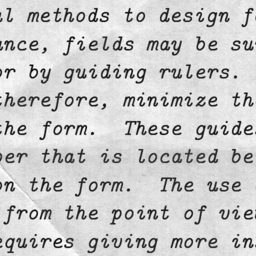 al methods to design f
ance, fields may be su
or by guiding rulers.
therefore, minimize th
the form. These guide
per that is located be
on the form. The use
from the point of vie
equires giving more in